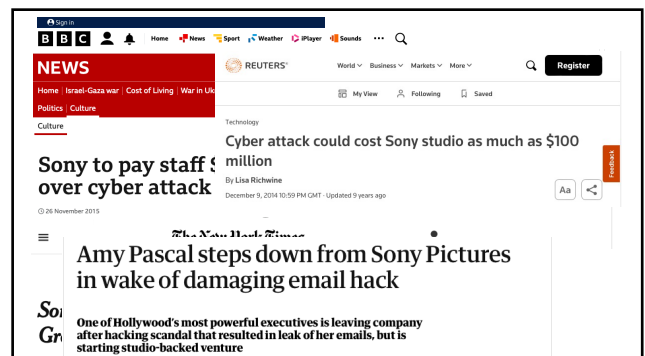 Sign in
BBC Home News Sport Weather iPlayer Sounds ...
NEWS
Home Israel-Gaza war Cost of Living War in
Politics Culture
Culture
Sony to pay staff
over cyber attack
26 November 2015
REUTERS®
World Business Markets More
Register
My View Following Saved
Technology
Cyber attack could cost Sony studio as much as $100
million
By Lisa Richwine
December 9, 2014 10:59 PM GMT · Updated 9 years ago
Aa
Feedback
The New York Times
Amy Pascal steps down from Sony Pictures
in wake of damaging email hack
One of Hollywood's most powerful executives is leaving company
after hacking scandal that resulted in leak of her emails, but is
starting studio-backed venture